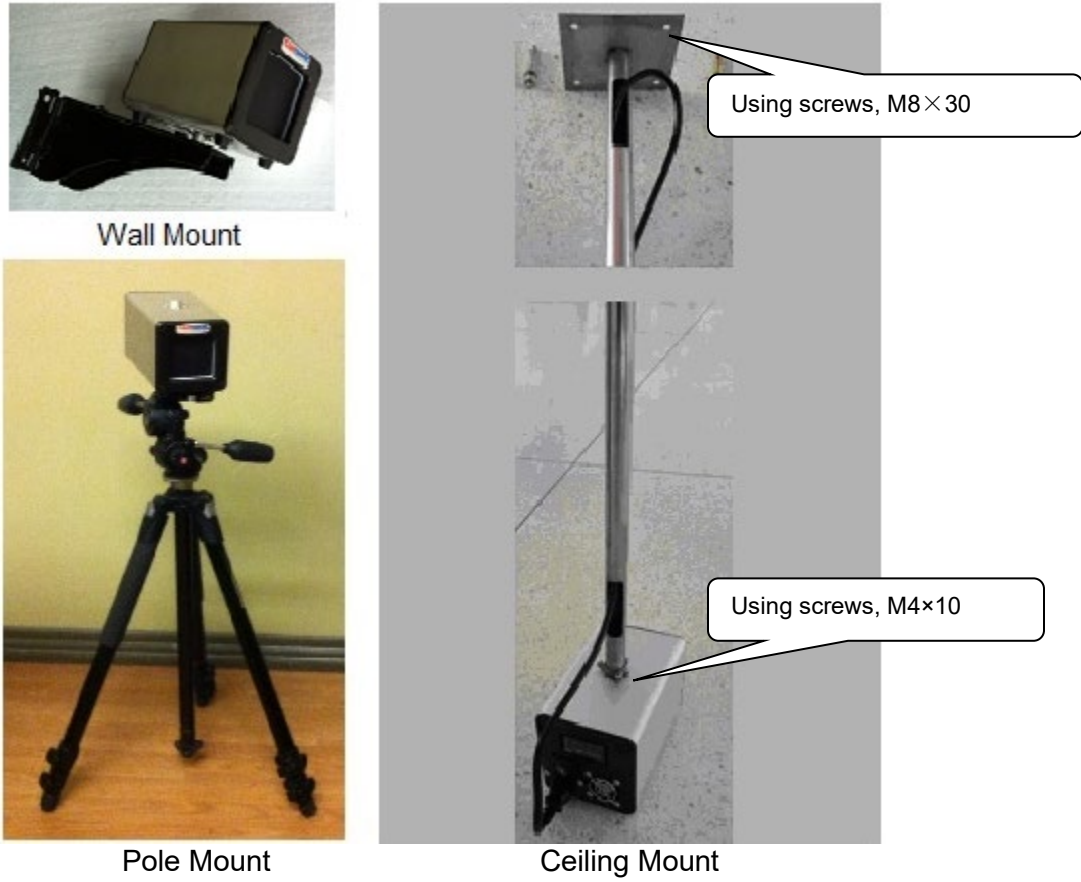 Using screws, M8×30
Wall Mount
Using screws, M4×10
Pole Mount
Ceiling Mount